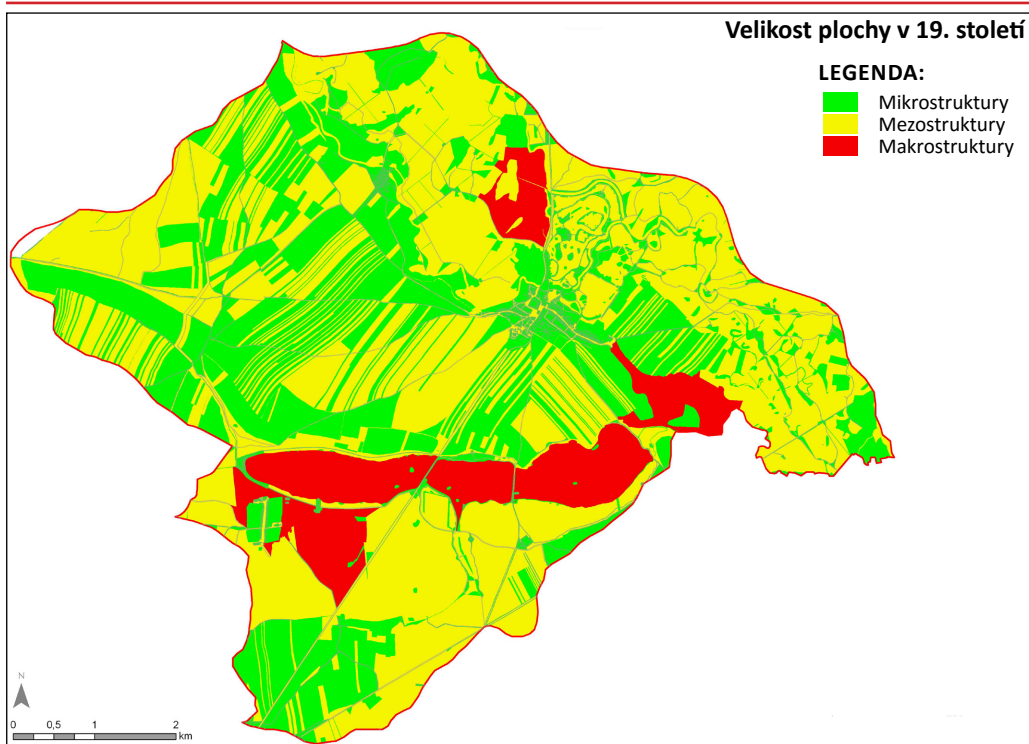 Velikost plochy v 19. století
LEGENDA:
Mikrostruktury
Mezostruktury
Makrostruktury
N
0 0,5 1 2
km